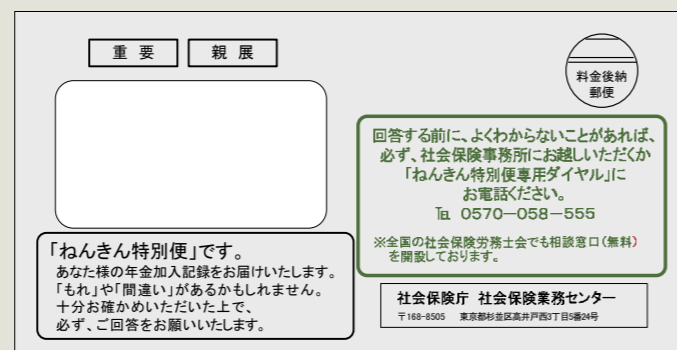 重 要
親 展
料金後納
郵便
回答する前に、よくわからないことがあれば、
必ず、社会保険事務所にお越しいただくか
「ねんきん特別便専用ダイヤル」に
お電話ください。
℡ 0570－058－555
※全国の社会保険労務士会でも相談窓口(無料)
を開設しております。
「ねんきん特別便」です。
あなた様の年金加入記録をお届けいたします。
「もれ」や「間違い」があるかもしれません。
十分お確かめいただいた上で、
必ず、ご回答をお願いいたします。
社会保険庁 社会保険業務センター
〒168-8505 東京都杉並区高井戸西3丁目5番24号